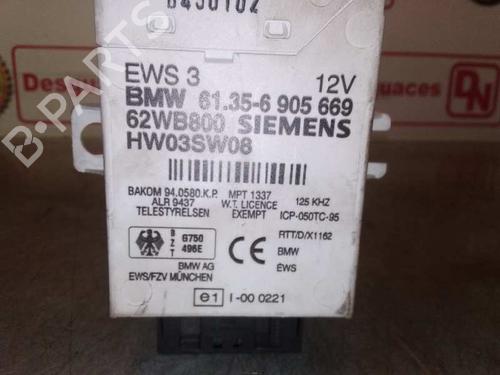 EWS 3 12V
BMW 61.35-6 905 669
62WB800 SIEMENS
HW03SW08
BAKOM 94.0580.K.P. MPT 1337 125 KHZ
ALR 9437 W.T. LICENCE
TELESTYRELSEN EXEMPT ICP-050TC-95
BZT G750 496E CE RTT/D/X1162
BMW
BMW AG EWS
EWS/FZV MÜNCHEN
e1 I-00 0221